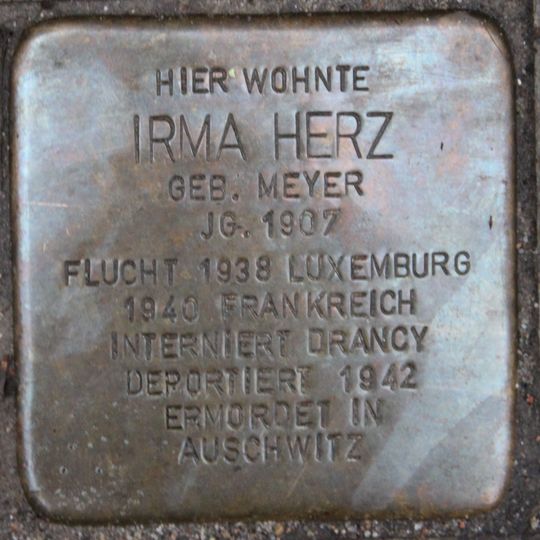 HIER WOHNTE
IRMA HERZ
GEB. MEYER
JG. 1907
FLUCHT 1938 LUXEMBURG
1940 FRANKREICH
INTERNIERT DRANCY
DEPORTIERT 1942
ERMORDET IN
AUSCHWITZ